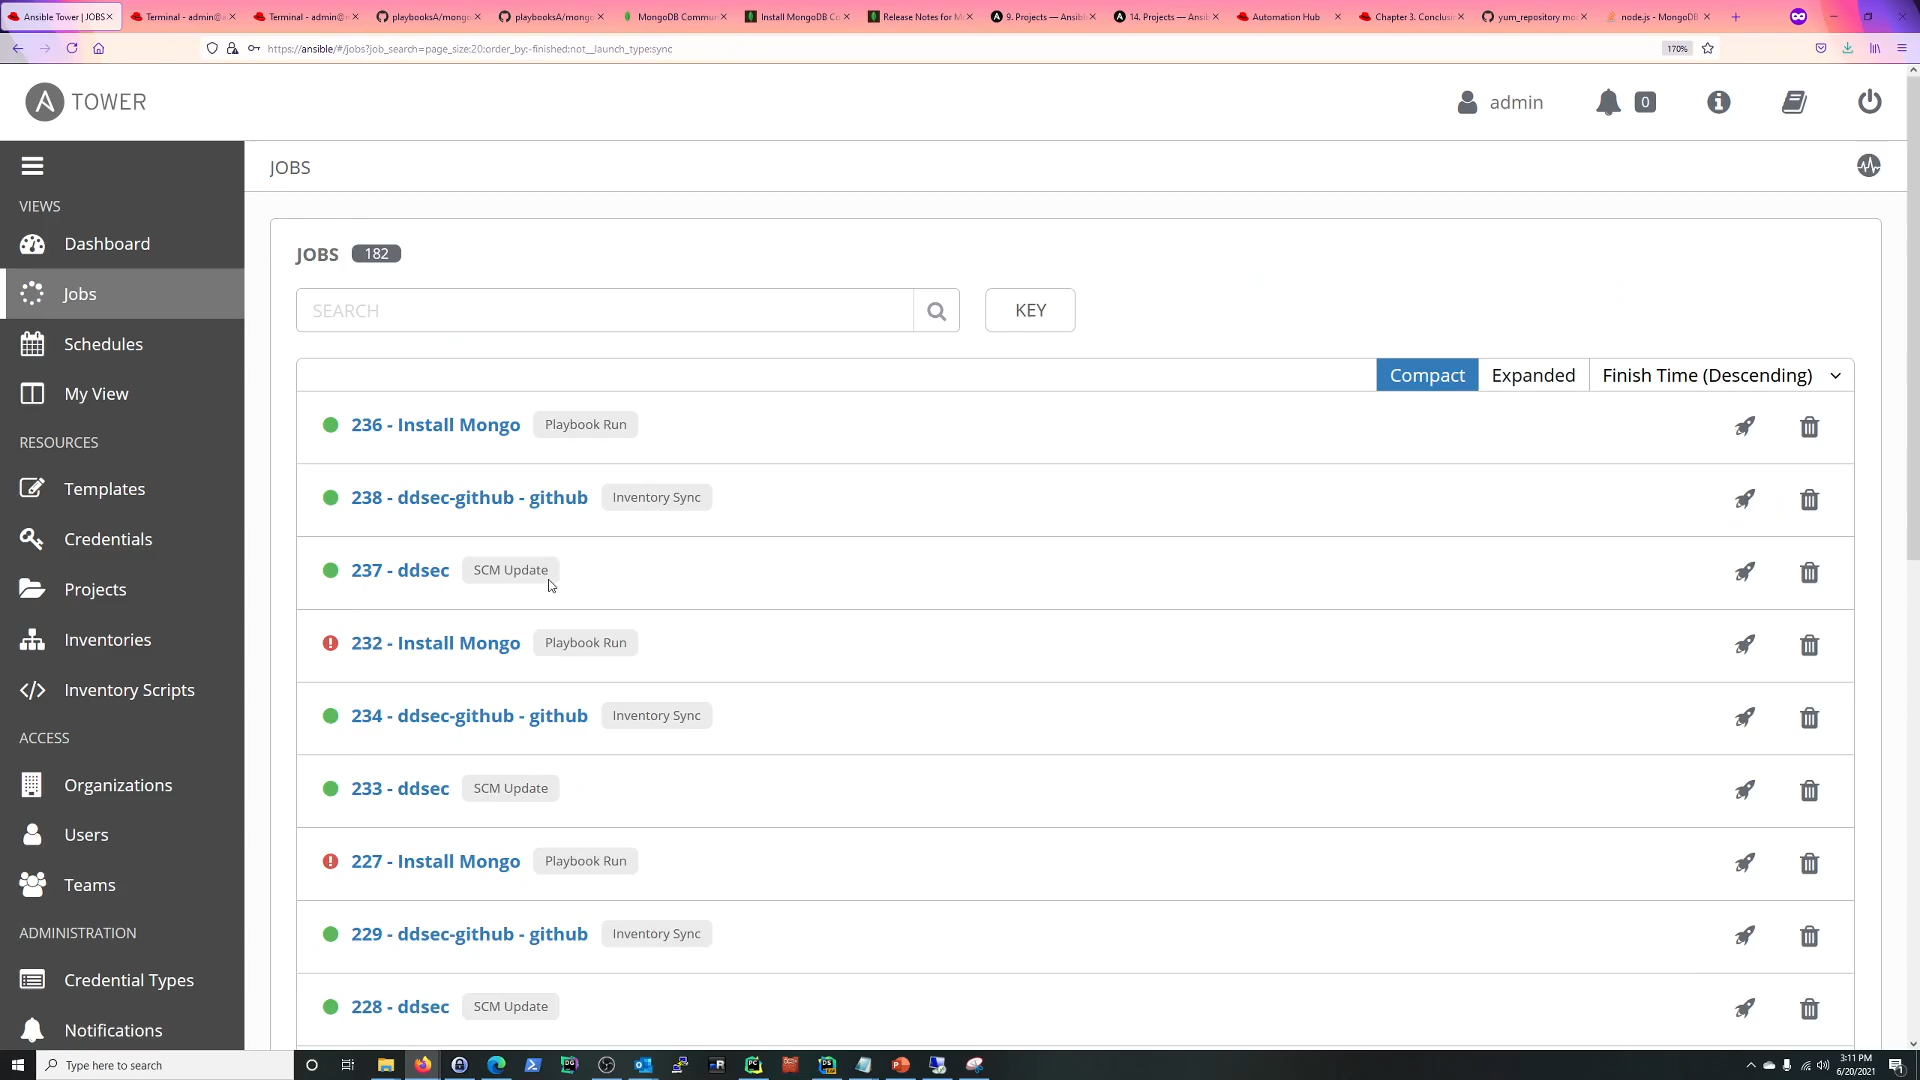 Ansible Tower | JOBS
Terminal - admin@a
Terminal - admin@
playbooksA/mong
playbooksA/mongo
MongoDB Commun
Install MongoDB Co
Release Notes for M
9. Projects — Ansibl
14. Projects — Ansib
Automation Hub
Chapter 3. Conclusi
yum_repository mo
node.js - MongoDB
https://ansible/#/jobs?job_search=page_size:20;order_by:-finished;not__launch_type:sync
170%
TOWER
admin
0
JOBS
VIEWS
Dashboard
Jobs
Schedules
My View
RESOURCES
Templates
Credentials
Projects
Inventories
Inventory Scripts
ACCESS
Organizations
Users
Teams
ADMINISTRATION
Credential Types
Notifications
JOBS 182
SEARCH
KEY
Compact Expanded Finish Time (Descending)
236 - Install Mongo Playbook Run
238 - ddsec-github - github Inventory Sync
237 - ddsec SCM Update
232 - Install Mongo Playbook Run
234 - ddsec-github - github Inventory Sync
233 - ddsec SCM Update
227 - Install Mongo Playbook Run
229 - ddsec-github - github Inventory Sync
228 - ddsec SCM Update
Type here to search
3:11 PM
6/20/2021